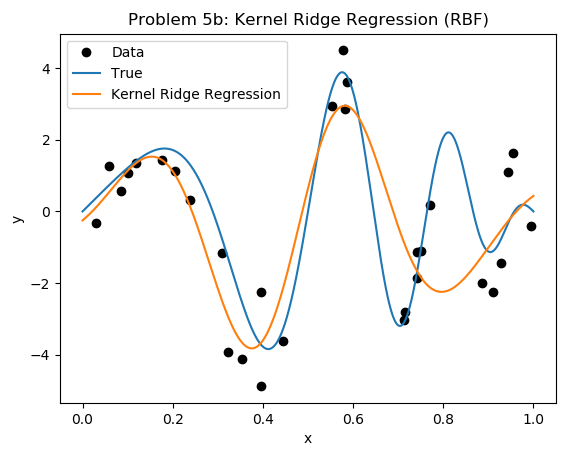 Problem 5b: Kernel Ridge Regression (RBF)
Data
True
Kernel Ridge Regression
4
2
0
−2
−4
y
0.0 0.2 0.4 0.6 0.8 1.0
x